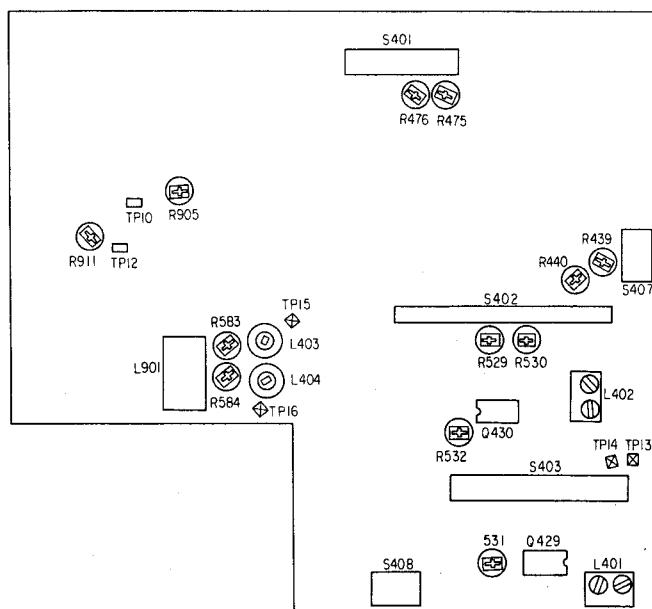 S401
R476
R475
R905
TP10
R911
TP12
R439
R440
S407
TP15
S402
R583
L403
R529
R530
L901
L404
R584
L402
TP16
Q430
R532
TP14
TP13
S403
531
Q429
S408
L401